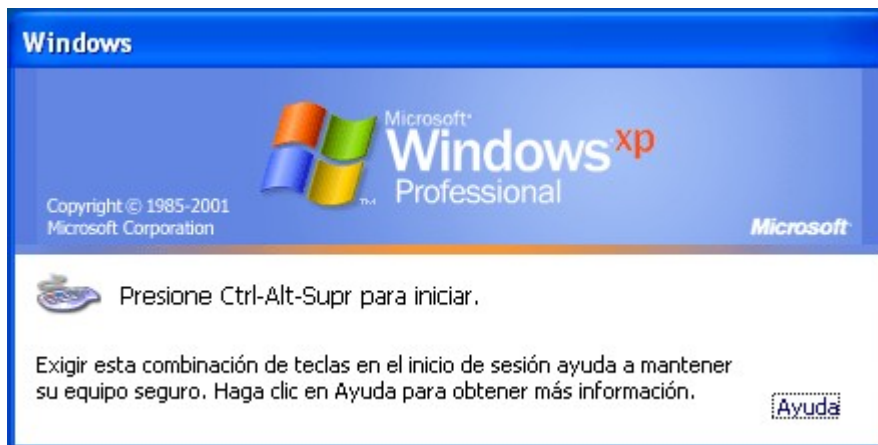 Windows
Microsoft
Windows xp
Professional
TM
Copyright © 1985-2001
Microsoft Corporation
Microsoft
Presione Ctrl-Alt-Supr para iniciar.
Exigir esta combinación de teclas en el inicio de sesión ayuda a mantener
su equipo seguro. Haga clic en Ayuda para obtener más información.
Ayuda